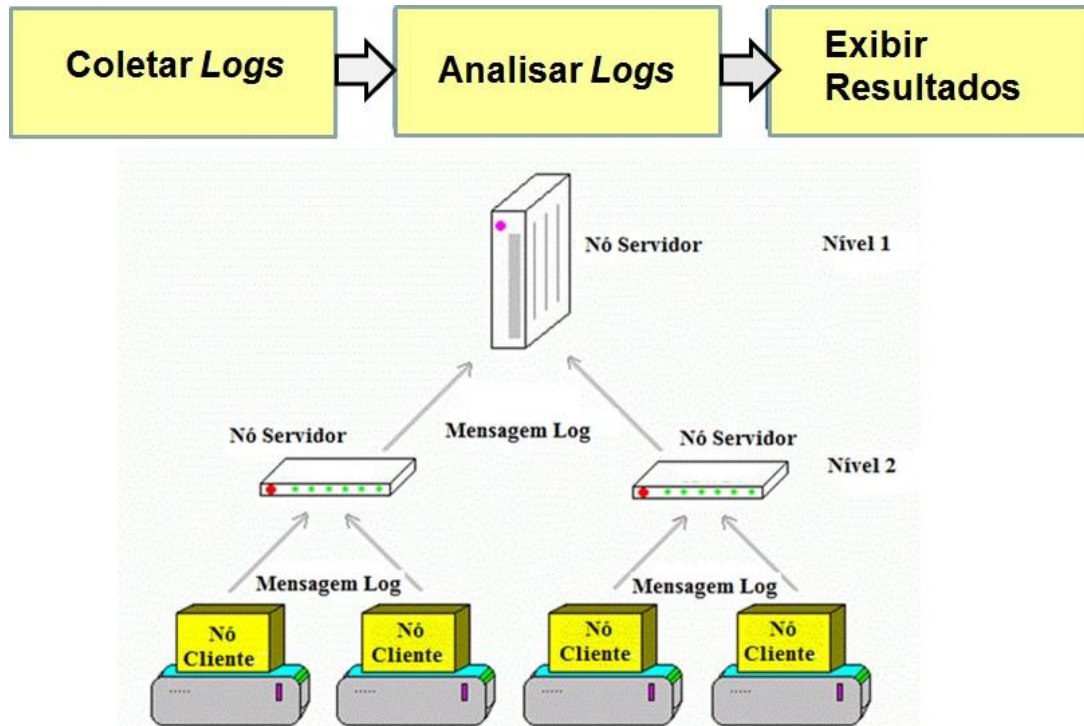 Coletar Logs
Analisar Logs
Exibir
Resultados
Nó Servidor
Nível 1
Nó Servidor
Mensagem Log
Nó Servidor
Nível 2
Mensagem Log
Mensagem Log
Nó
Cliente
Nó
Cliente
Nó
Cliente
Nó
Cliente